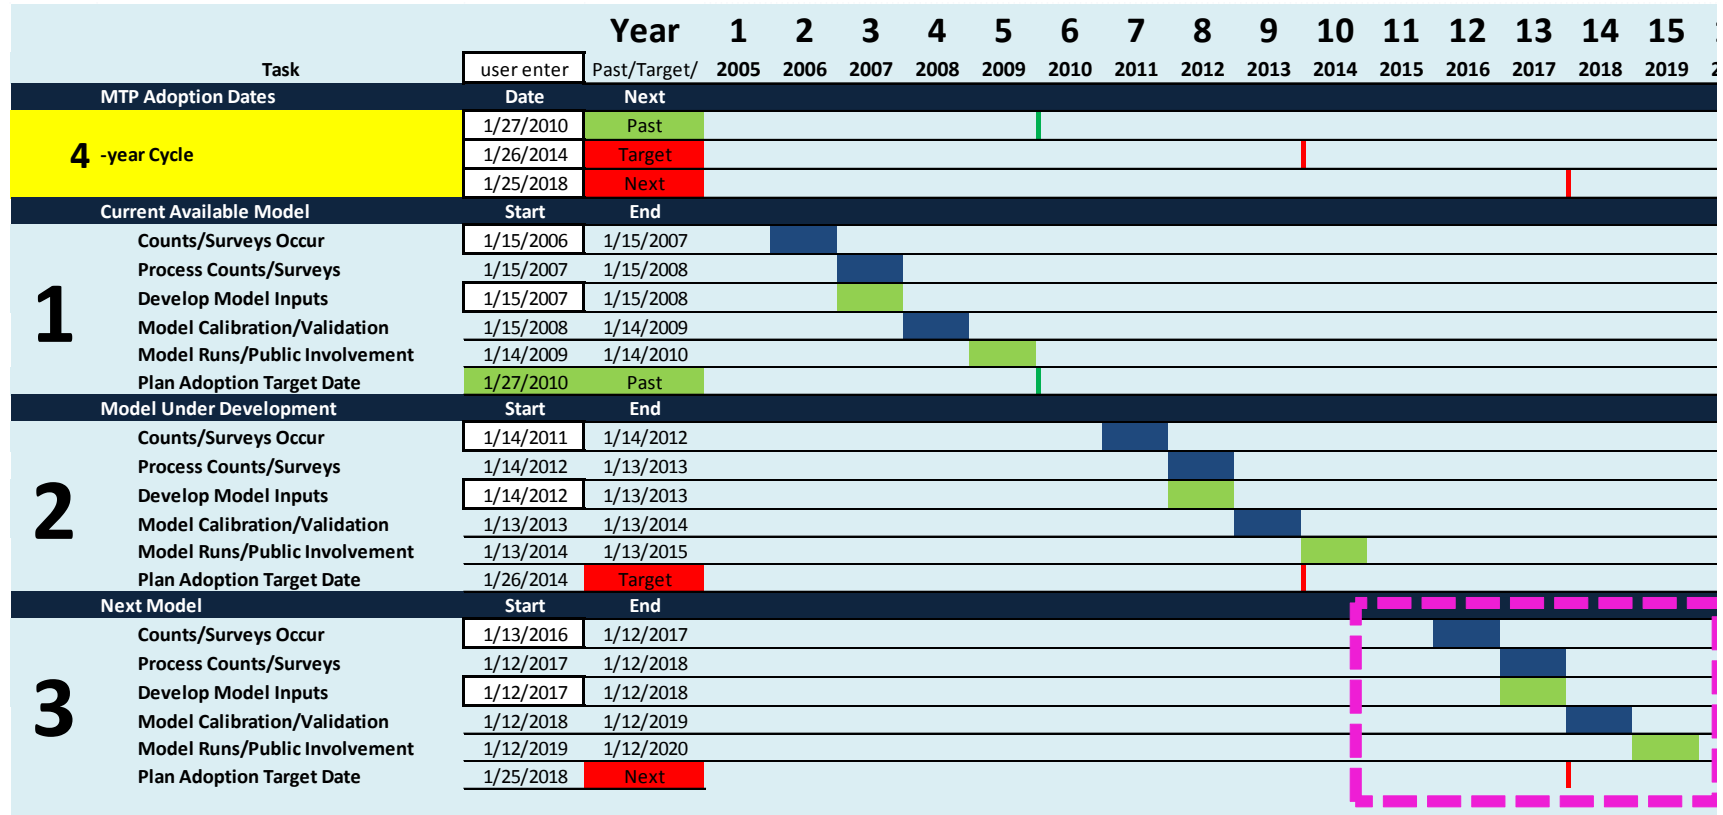 Year 1 2 3 4 5 6 7 8 9 10 11 12 13 14 15
Task user enter Past/Target/ 2005 2006 2007 2008 2009 2010 2011 2012 2013 2014 2015 2016 2017 2018 2019
MTP Adoption Dates Date Next
1/27/2010 Past
4 -year Cycle 1/26/2014 Target
1/25/2018 Next
Current Available Model Start End
Counts/Surveys Occur 1/15/2006 1/15/2007
Process Counts/Surveys 1/15/2007 1/15/2008
1
Develop Model Inputs 1/15/2007 1/15/2008
Model Calibration/Validation 1/15/2008 1/14/2009
Model Runs/Public Involvement 1/14/2009 1/14/2010
Plan Adoption Target Date 1/27/2010 Past
Model Under Development Start End
Counts/Surveys Occur 1/14/2011 1/14/2012
Process Counts/Surveys 1/14/2012 1/13/2013
2
Develop Model Inputs 1/14/2012 1/13/2013
Model Calibration/Validation 1/13/2013 1/13/2014
Model Runs/Public Involvement 1/13/2014 1/13/2015
Plan Adoption Target Date 1/26/2014 Target
Next Model Start End
Counts/Surveys Occur 1/13/2016 1/12/2017
Process Counts/Surveys 1/12/2017 1/12/2018
3
Develop Model Inputs 1/12/2017 1/12/2018
Model Calibration/Validation 1/12/2018 1/12/2019
Model Runs/Public Involvement 1/12/2019 1/12/2020
Plan Adoption Target Date 1/25/2018 Next